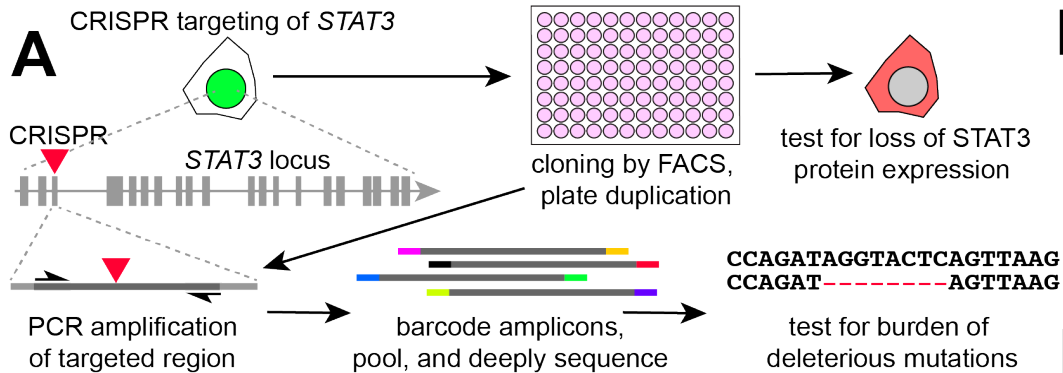 A
CRISPR targeting of STAT3
CRISPR
STAT3 locus
cloning by FACS,
plate duplication
test for loss of STAT3
protein expression
PCR amplification
of targeted region
barcode amplicons,
pool, and deeply sequence
CCAGATAGGTACTCAGTTAAG
CCAGAT--------AGTTAAG
test for burden of
deleterious mutations